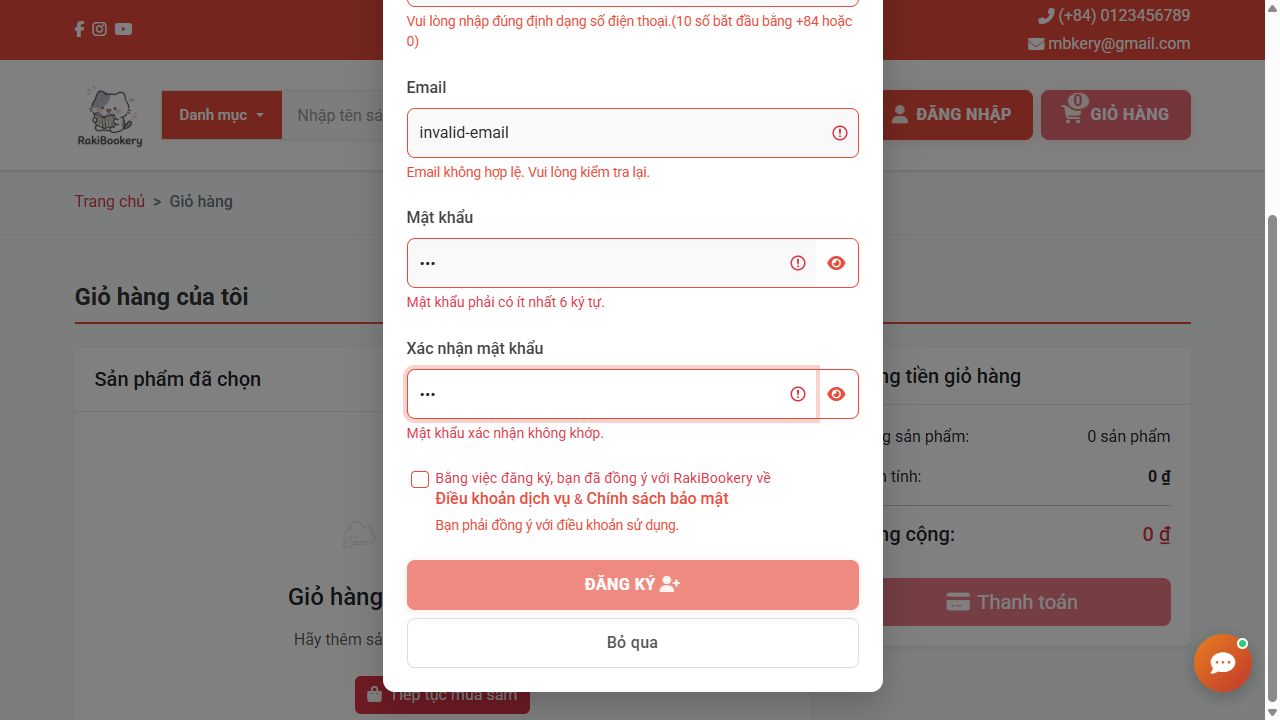 (+84) 0123456789
mbkery@gmail.com
RakiBookery
Danh mục
Nhập tên sá
ĐĂNG NHẬP
0
GIỎ HÀNG
Trang chủ > Giỏ hàng
Giỏ hàng của tôi
Sản phẩm đã chọn
Giỏ hàng
Hãy thêm sả
Tiếp tục mua sắm
Vui lòng nhập đúng định dạng số điện thoại.(10 số bắt đầu bằng +84 hoặc
0)
Email
invalid-email
Email không hợp lệ. Vui lòng kiểm tra lại.
Mật khẩu
•••
Mật khẩu phải có ít nhất 6 ký tự.
Xác nhận mật khẩu
•••
Mật khẩu xác nhận không khớp.
Bằng việc đăng ký, bạn đã đồng ý với RakiBookery về
Điều khoản dịch vụ & Chính sách bảo mật
Bạn phải đồng ý với điều khoản sử dụng.
ĐĂNG KÝ
Bỏ qua
ng tiền giỏ hàng
g sản phẩm: 0 sản phẩm
tính: 0 ₫
ng cộng: 0 ₫
Thanh toán